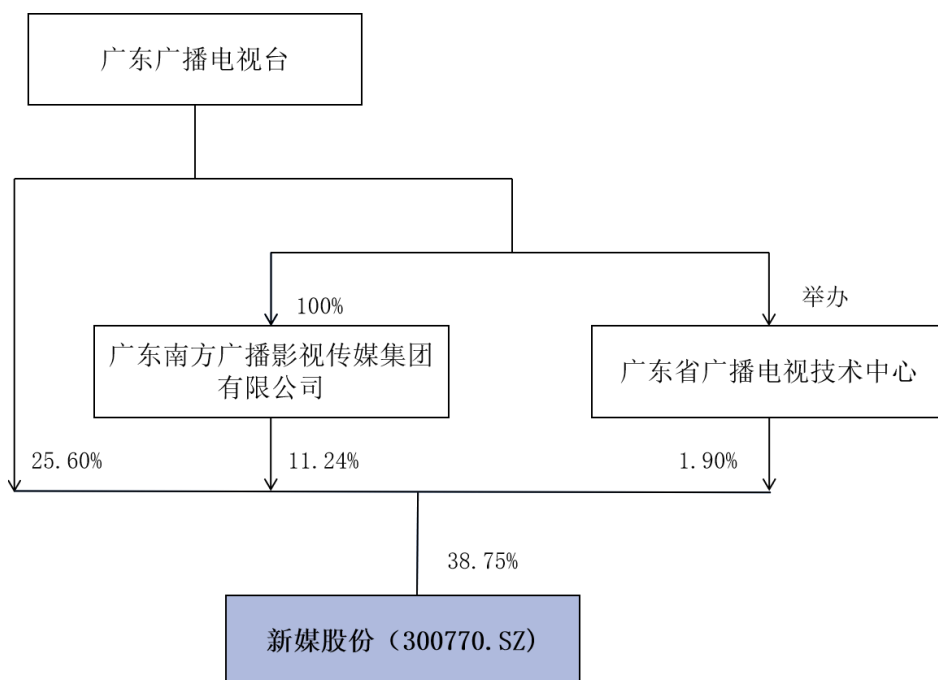 广东广播电视台
100%
举办
广东南方广播影视传媒集团
有限公司
广东省广播电视技术中心
25.60%
11.24%
1.90%
38.75%
新媒股份（300770.SZ)